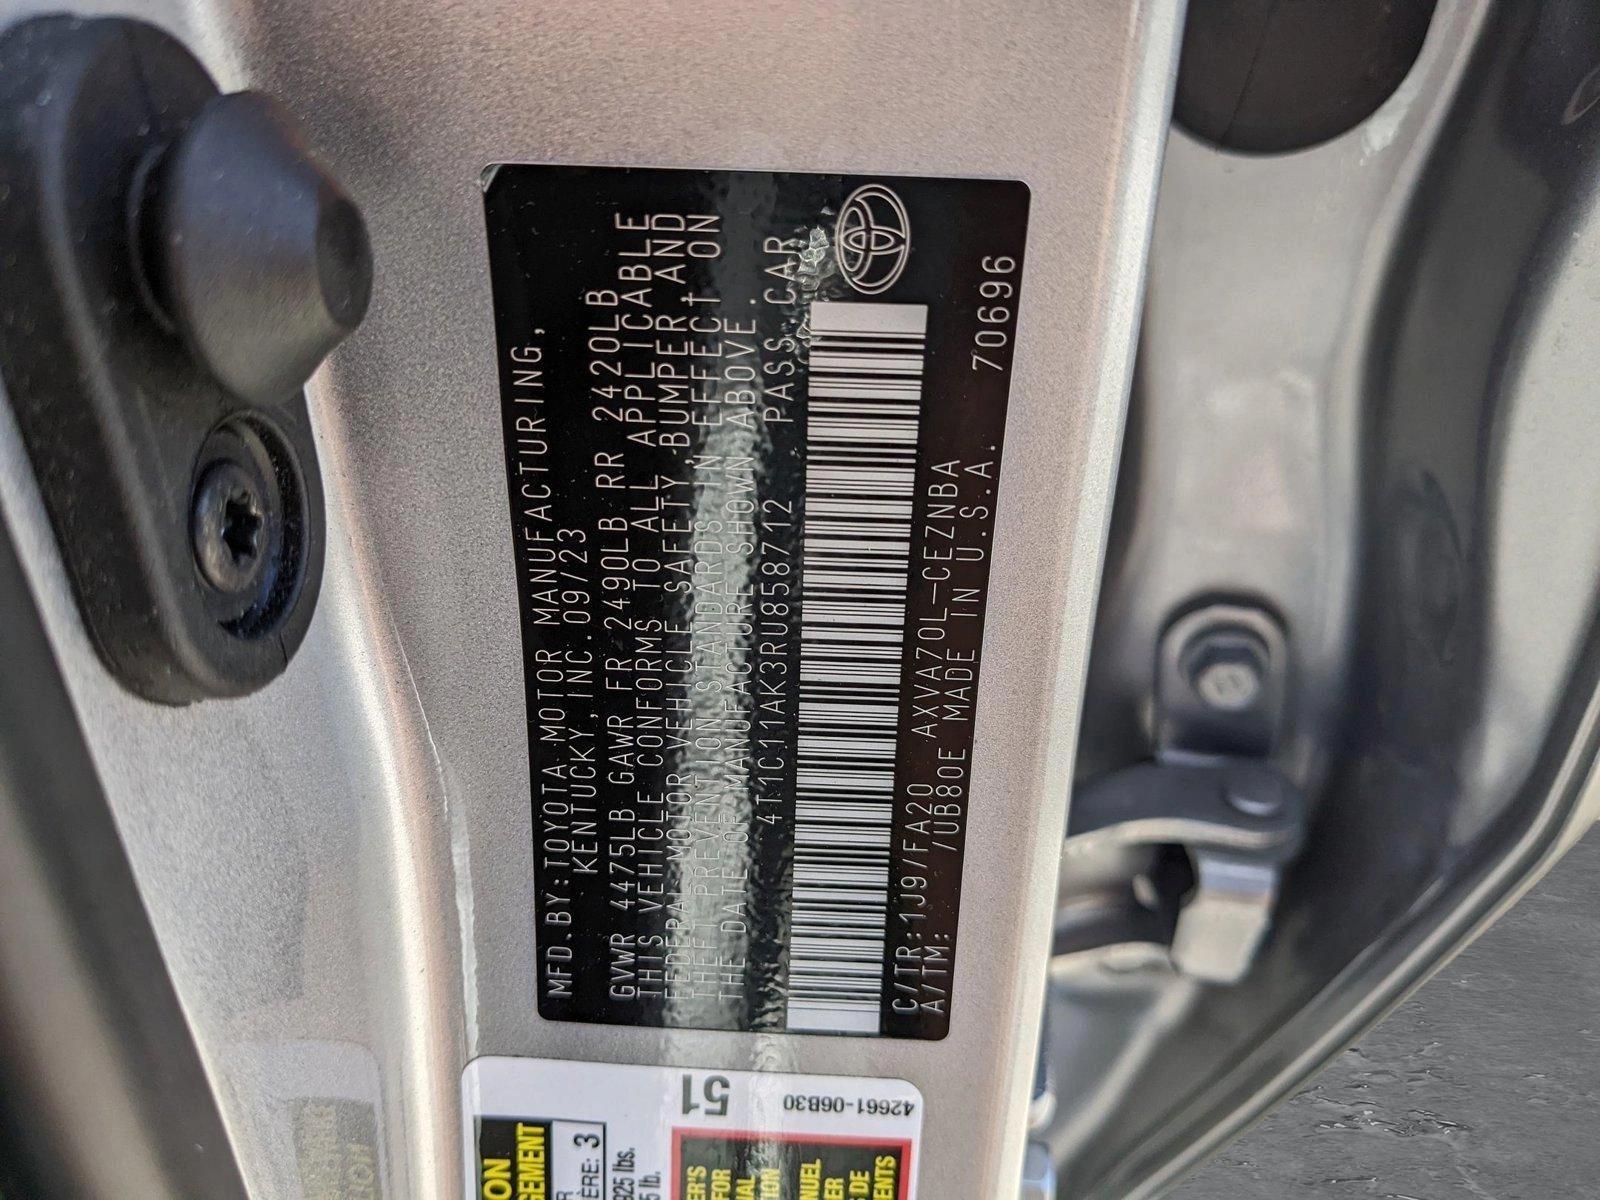 MFD.BY:TOYOTA MOTOR MANUFACTURING,
KENTUCKY,INC.09/23
GVWR 4475LB GAWR FR 2490LB RR 2420LB
THIS VEHICLE CONFORMS TO ALL APPLICABLE
FEDERAL MOTOR VEHICLE SAFETY,BUMPER AND
THEFT PREVENTION STANDARDS IN EFFECT ON
THE DATE OF MANUFACTURE SHOWN ABOVE.
4T1C11AK3RU858712 PASS.CAR
C/TR:1J9/FA20 AXVA70L-CEZNBA
A/TM: /UB80E MADE IN U.S.A.
70696
51
42661-06B30
3